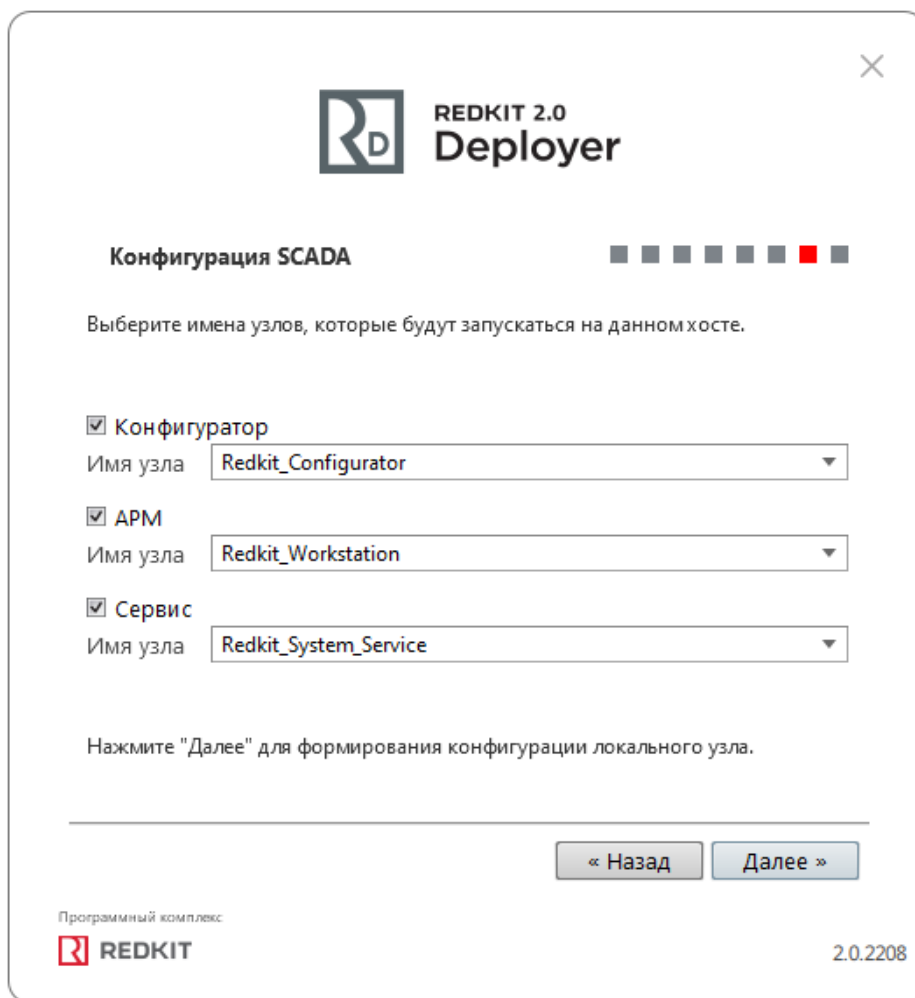 REDKIT 2.0
Deployer
Конфигурация SCADA
Выберите имена узлов, которые будут запускаться на данном хосте.
Конфигуратор
Имя узла Redkit_Configurator
АРМ
Имя узла Redkit_Workstation
Сервис
Имя узла Redkit_System_Service
Нажмите "Далее" для формирования конфигурации локального узла.
« Назад Далее »
Программный комплекс
REDKIT
2.0.2208